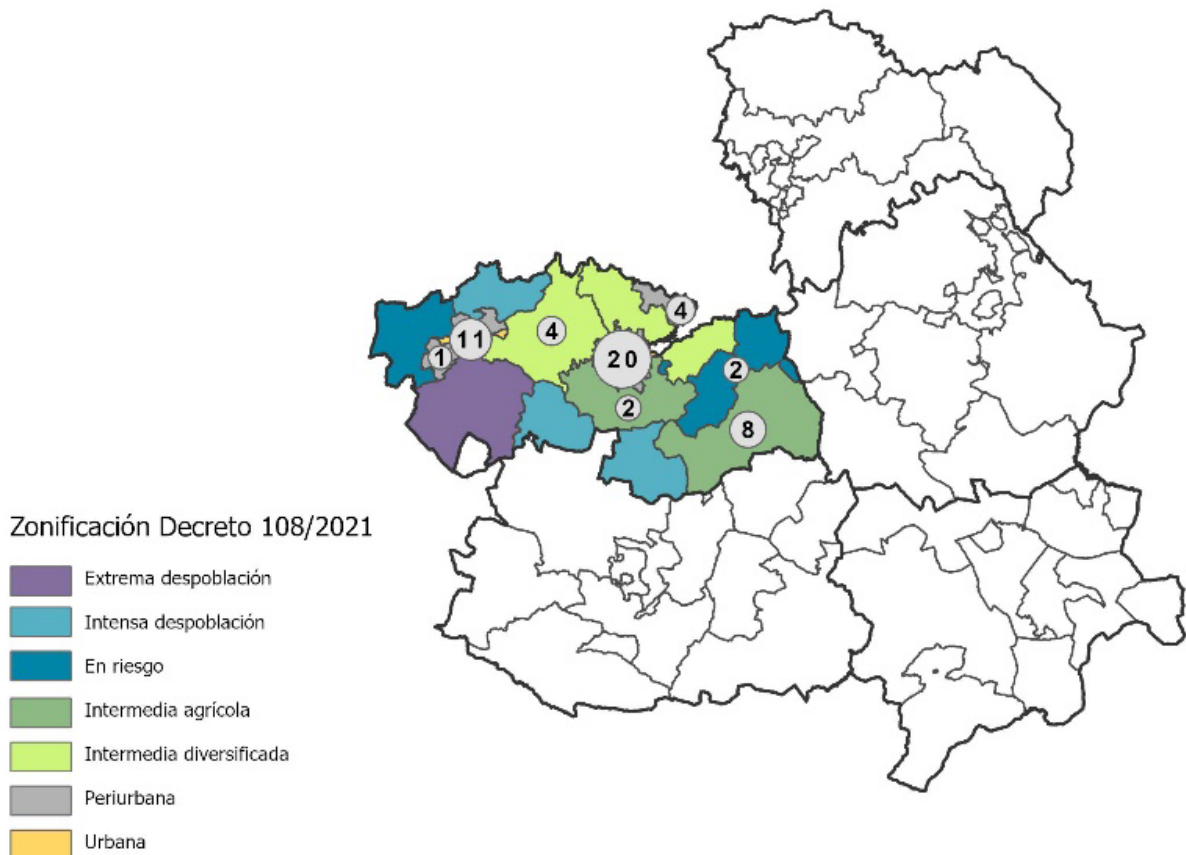 4
11
4
1
20
2
2
8
Zonificación Decreto 108/2021
Extrema despoblación
Intensa despoblación
En riesgo
Intermedia agrícola
Intermedia diversificada
Periurbana
Urbana